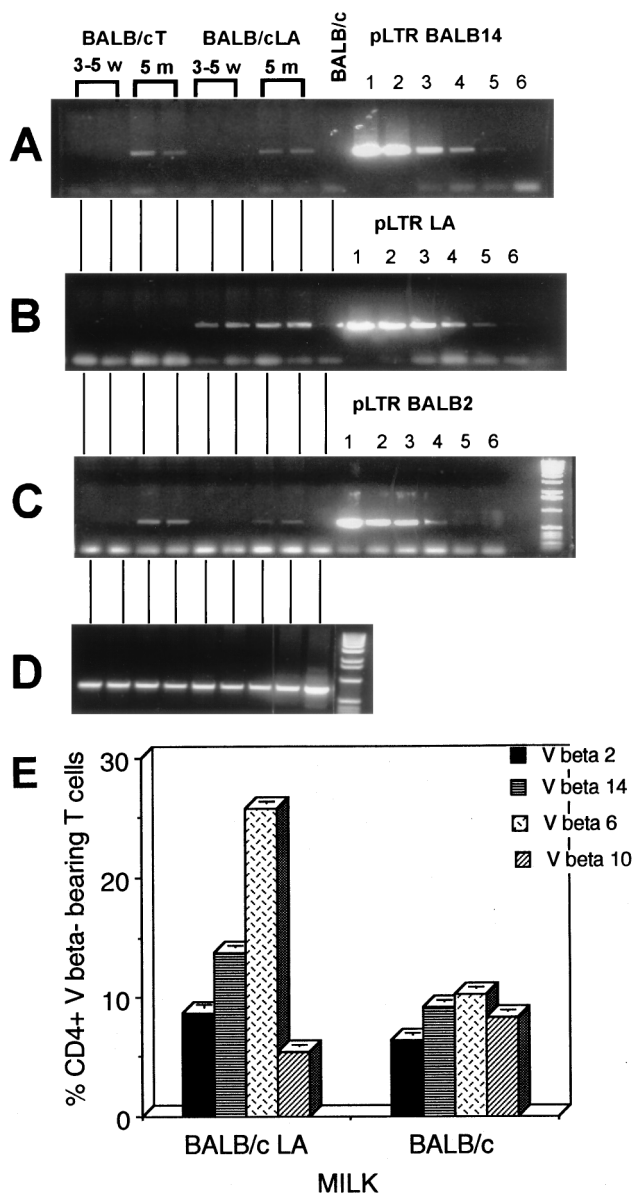 BALB/cT BALB/cLA BALB/c pLTR BALB14
3-5 w 5 m 3-5 w 5 m 1 2 3 4 5 6
A
pLTR LA
1 2 3 4 5 6
B
pLTR BALB2
1 2 3 4 5 6
C
D
E
% CD4+ V beta- bearing T cells
30
20
10
0
V beta 2
V beta 14
V beta 6
V beta 10
BALB/c LA BALB/c
MILK